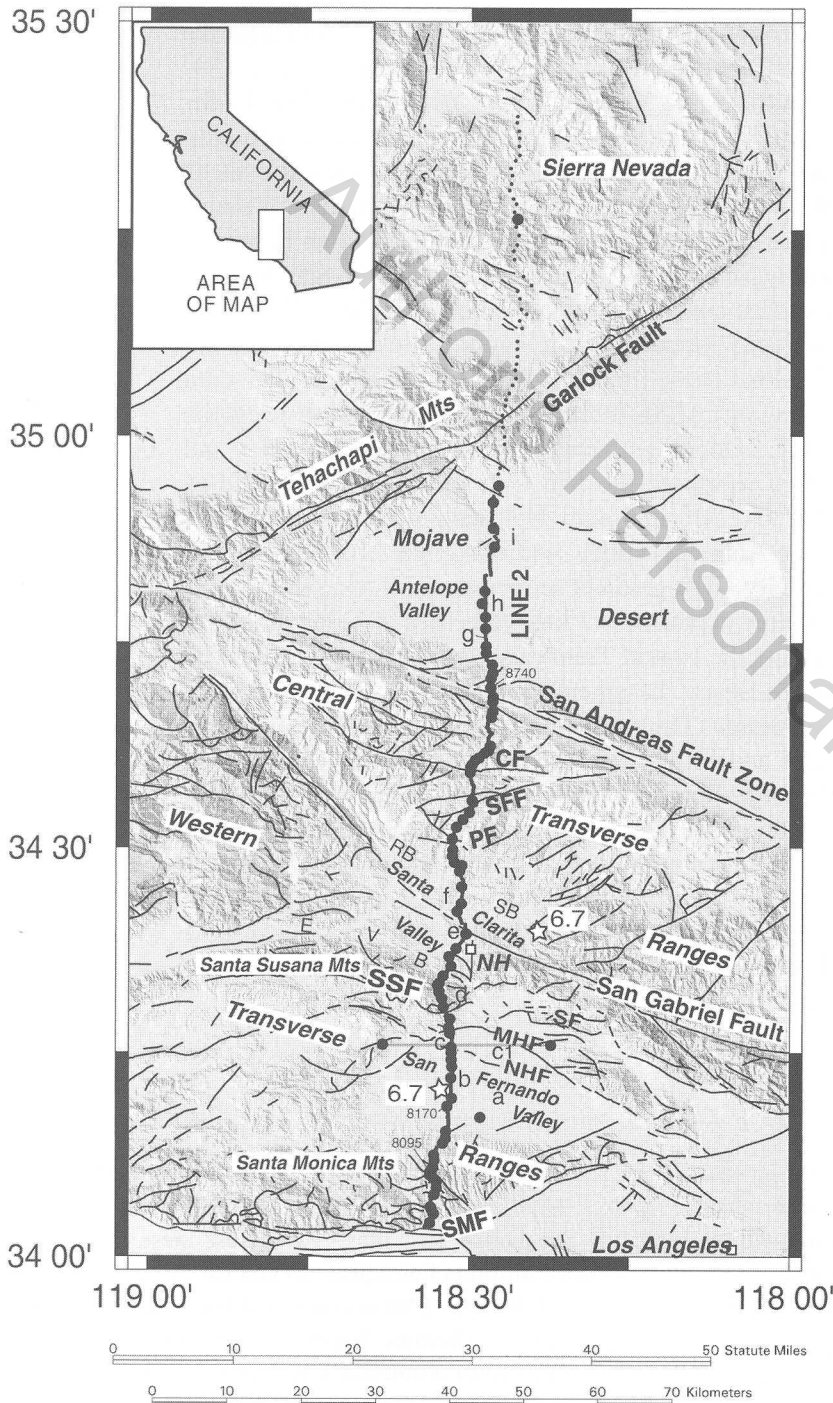 35 30'
CALIFORNIA
AREA
OF MAP
Sierra Nevada
Author's Personal
Garlock Fault
35 00'
Tehachapi Mts
Mojave
i
Antelope
Valley
h
LINE 2
Desert
g
8740
Central
San Andreas Fault Zone
CF
SFF
Transverse
Western
PF
34 30'
RB
Santa
f
SB
Clarita
6.7
E
V
Valley
e
Ranges
B
NH
Santa Susana Mts
SSF
d
San Gabriel Fault
Transverse
SF
MHF
c
c1
San
NHF
b
Fernando
6.7
a
8170
Valley
8095
Ranges
Santa Monica Mts
SMF
Los Angeles
34 00'
119 00'
118 30'
118 00'
0 10 20 30 40 50 Statute Miles
0 10 20 30 40 50 60 70 Kilometers